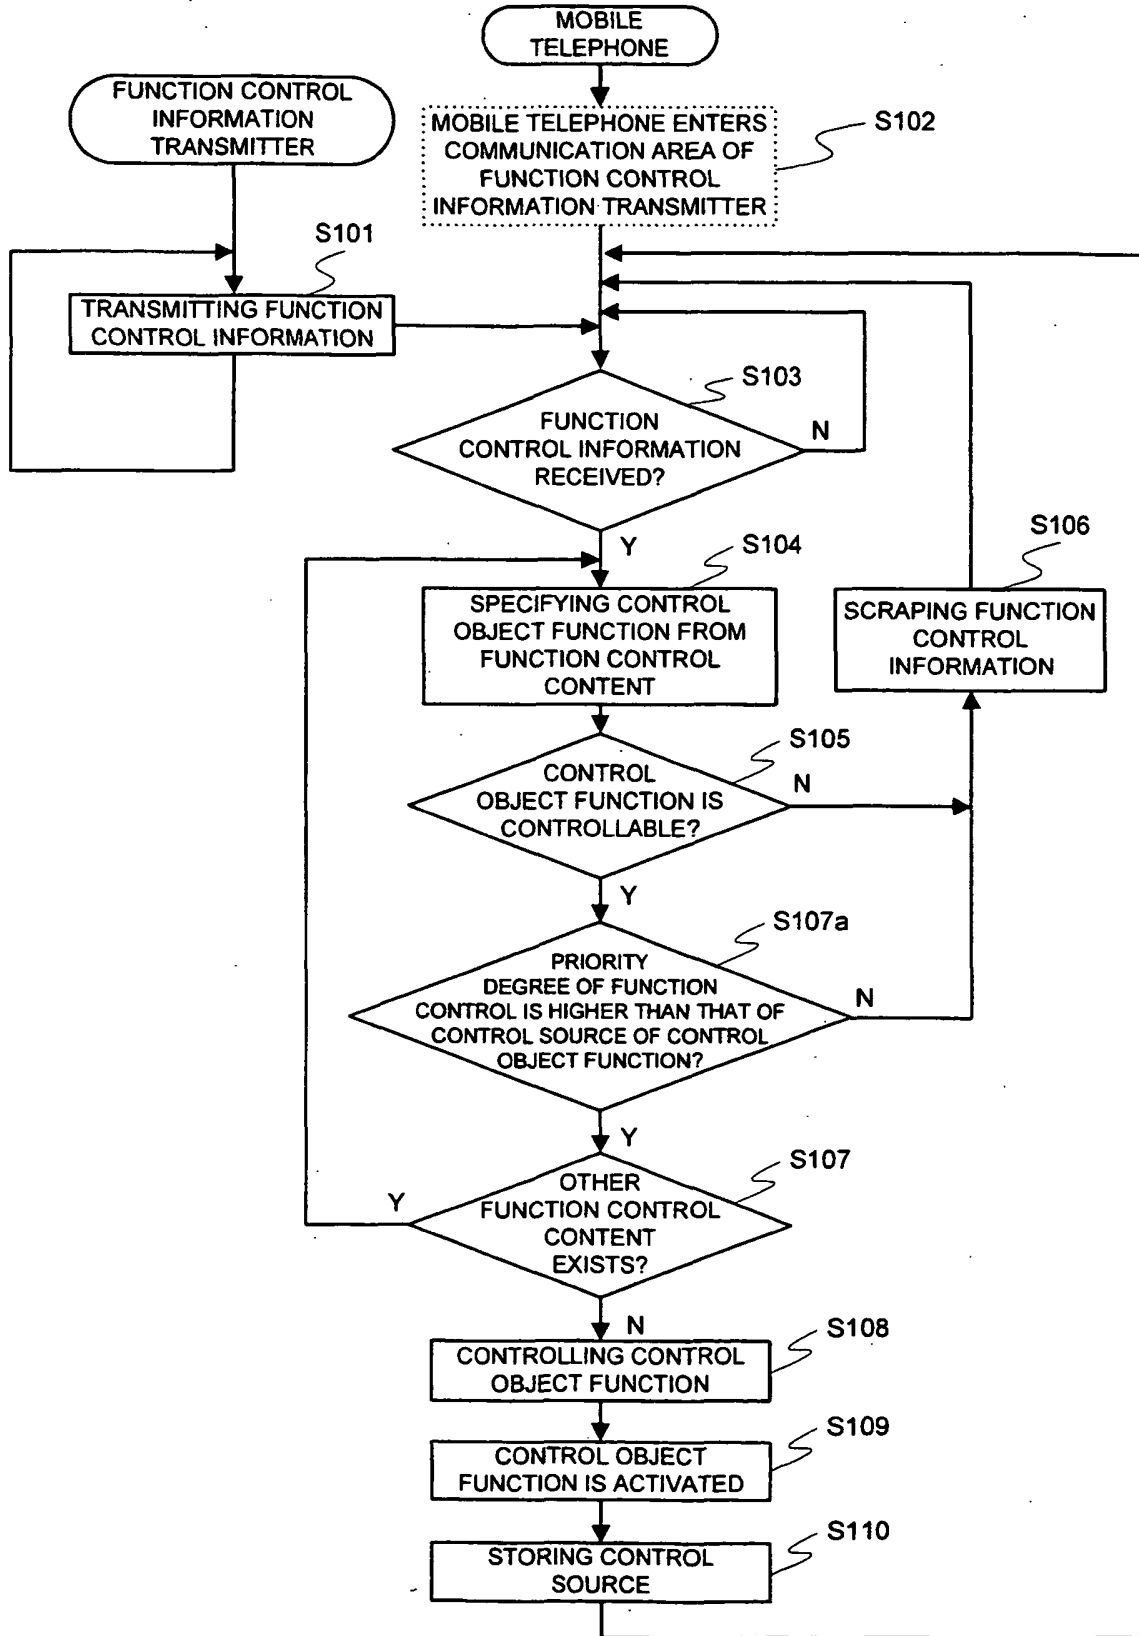 MOBILE
TELEPHONE
FUNCTION CONTROL
INFORMATION
TRANSMITTER
MOBILE TELEPHONE ENTERS
COMMUNICATION AREA OF
FUNCTION CONTROL
INFORMATION TRANSMITTER
S102
S101
TRANSMITTING FUNCTION
CONTROL INFORMATION
S103
FUNCTION
CONTROL INFORMATION
RECEIVED?
N
Y
S104
SPECIFYING CONTROL
OBJECT FUNCTION FROM
FUNCTION CONTROL
CONTENT
S106
SCRAPING FUNCTION
CONTROL
INFORMATION
S105
CONTROL
OBJECT FUNCTION IS
CONTROLLABLE?
N
Y
S107a
PRIORITY
DEGREE OF FUNCTION
CONTROL IS HIGHER THAN THAT OF
CONTROL SOURCE OF CONTROL
OBJECT FUNCTION?
N
Y
S107
OTHER
FUNCTION CONTROL
CONTENT
EXISTS?
Y
N
S108
CONTROLLING CONTROL
OBJECT FUNCTION
S109
CONTROL OBJECT
FUNCTION IS ACTIVATED
S110
STORING CONTROL
SOURCE